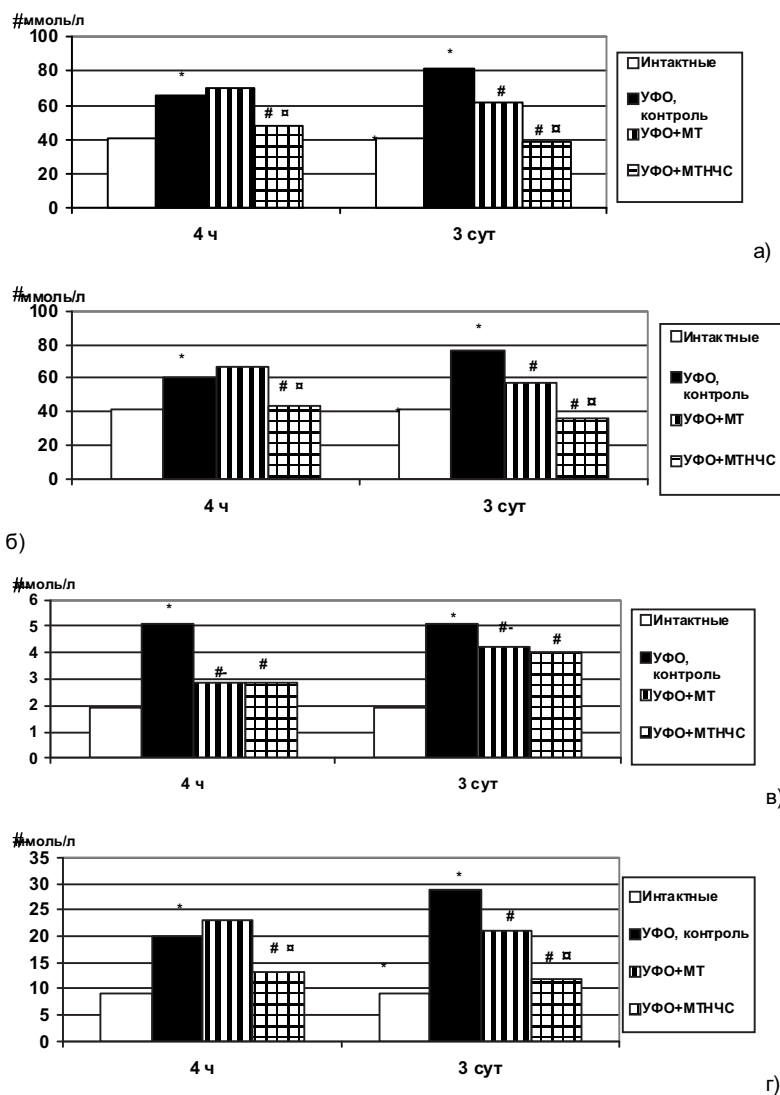 #ммоль/л
100
80
60
40
20
0
* # ¤ * # # ¤ *
4 ч 3 сут
Интактные
УФО,
контроль
УФО+МТ
УФО+МТНЧС
а)
#ммоль/л
100
80
60
40
20
0
* # ¤ * # # ¤
4 ч 3 сут
Интактные
УФО,
контроль
УФО+МТ
УФО+МТНЧС
б)
#ммоль/л
6
5
4
3
2
1
0
* #- # * #- #
4 ч 3 сут
Интактные
УФО,
контроль
УФО+МТ
УФО+МТНЧС
в)
#ммоль/л
35
30
25
20
15
10
5
0
* # ¤ * * # # ¤
4 ч 3 сут
Интактные
УФО, контроль
УФО+МТ
УФО+МТНЧС
г)